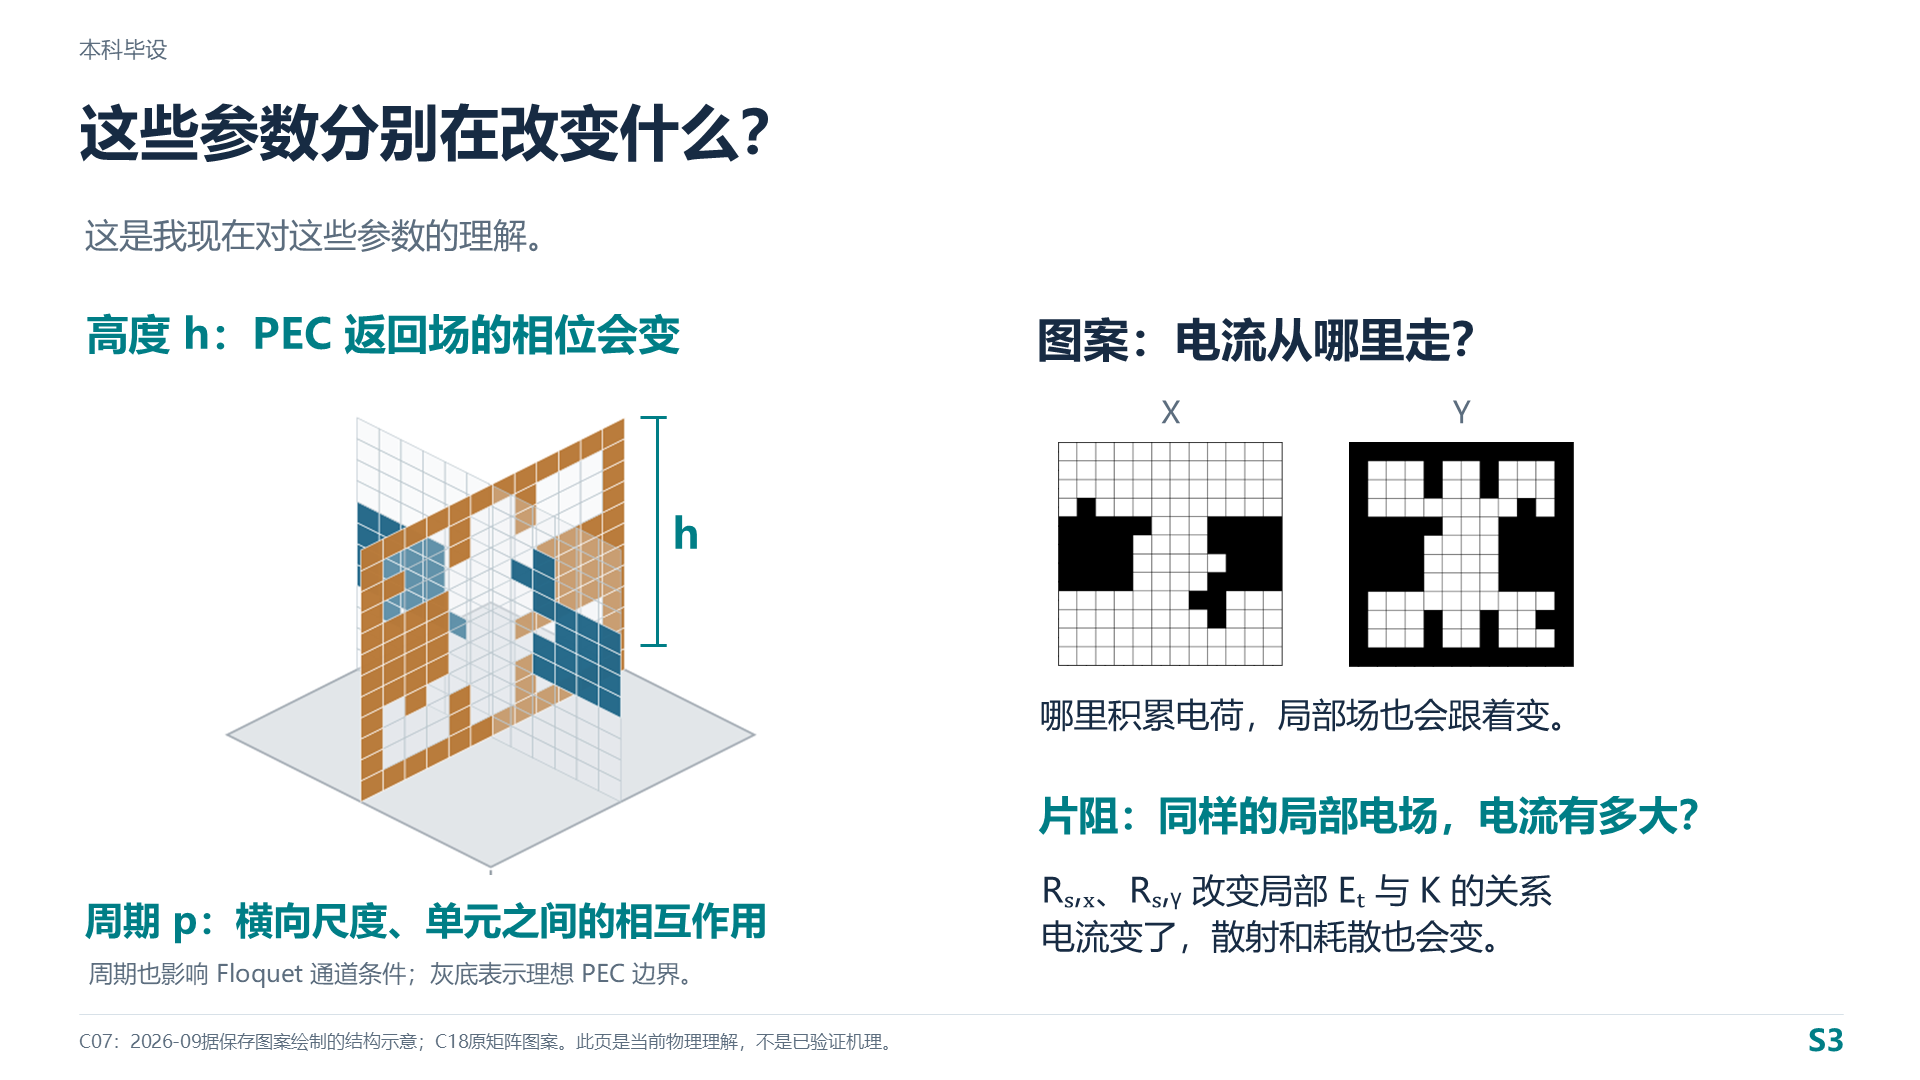 本科毕设
这些参数分别在改变什么？
这是我现在对这些参数的理解。
高度 h：PEC 返回场的相位会变
h
周期 p：横向尺度、单元之间的相互作用
周期也影响 Floquet 通道条件；灰底表示理想 PEC 边界。
图案：电流从哪里走？
X Y
哪里积累电荷，局部场也会跟着变。
片阻：同样的局部电场，电流有多大？
Rₛ,ₓ、Rₛ,ᵧ 改变局部 Eₜ 与 K 的关系
电流变了，散射和耗散也会变。
C07：2026-09据保存图案绘制的结构示意；C18原矩阵图案。此页是当前物理理解，不是已验证机理。
S3